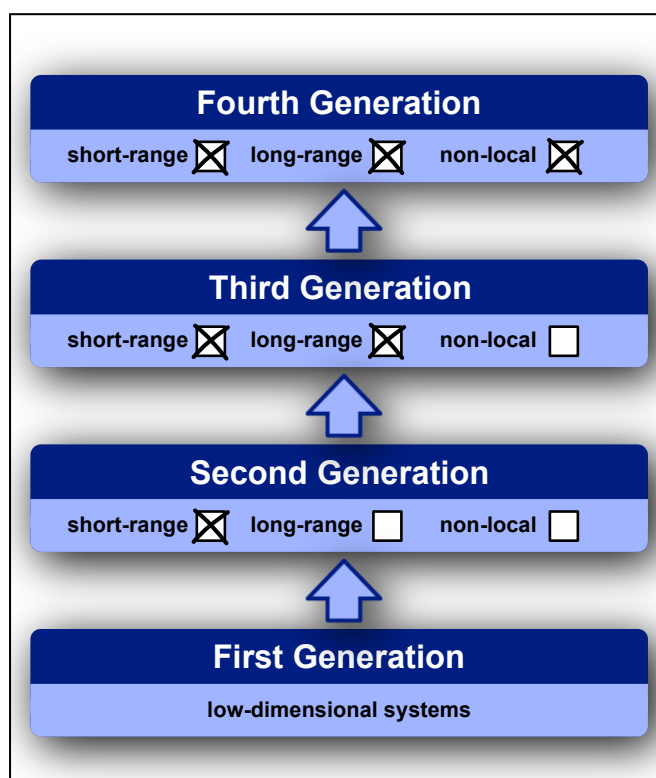 Fourth Generation
short-range long-range non-local
Third Generation
short-range long-range non-local
Second Generation
short-range long-range non-local
First Generation
low-dimensional systems